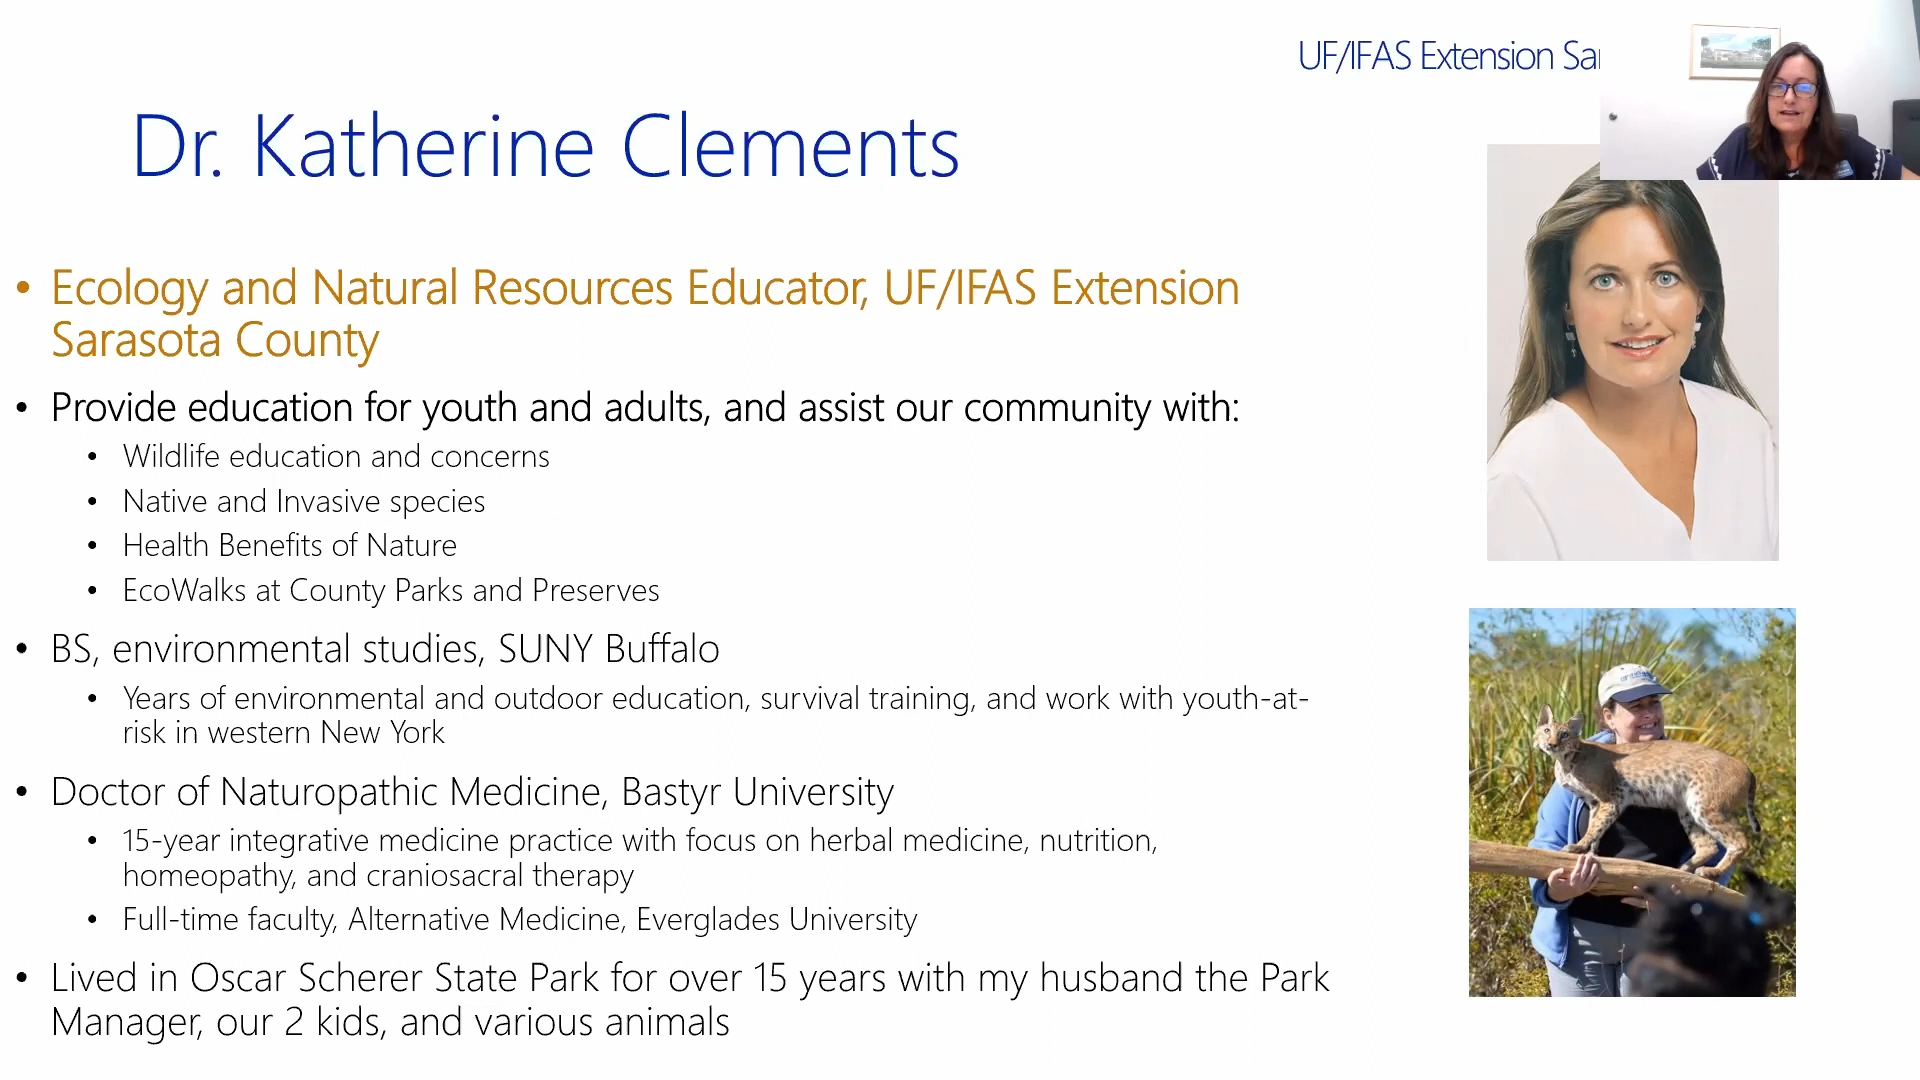 UF/IFAS Extension Sar
Dr. Katherine Clements
• Ecology and Natural Resources Educator, UF/IFAS Extension
Sarasota County
• Provide education for youth and adults, and assist our community with:
• Wildlife education and concerns
• Native and Invasive species
• Health Benefits of Nature
• EcoWalks at County Parks and Preserves
• BS, environmental studies, SUNY Buffalo
• Years of environmental and outdoor education, survival training, and work with youth-at-
risk in western New York
• Doctor of Naturopathic Medicine, Bastyr University
• 15-year integrative medicine practice with focus on herbal medicine, nutrition,
homeopathy, and craniosacral therapy
• Full-time faculty, Alternative Medicine, Everglades University
• Lived in Oscar Scherer State Park for over 15 years with my husband the Park
Manager, our 2 kids, and various animals